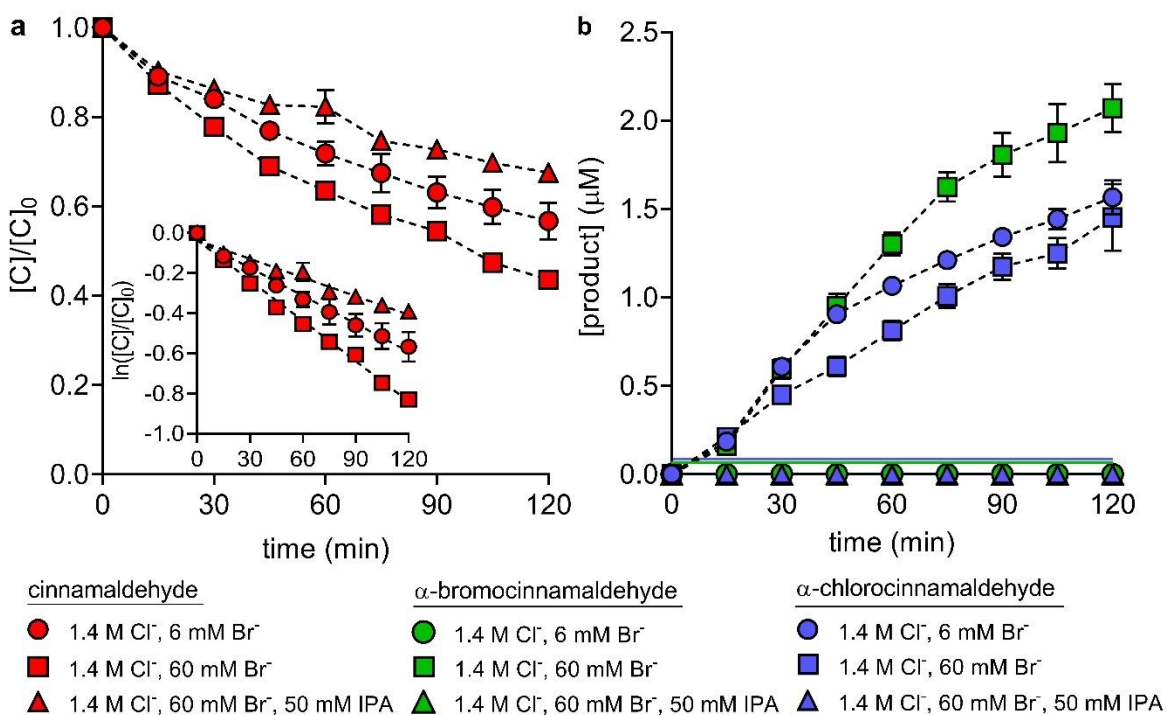 a
1.0
0.8
0.6
0.4
0.2
0.0
[C]/[C]₀
0.0
-0.2
-0.4
-0.6
-0.8
-1.0
ln([C]/[C]₀)
0 30 60 90 120
0 30 60 90 120
time (min)
b
2.5
2.0
1.5
1.0
0.5
0.0
[product] (μM)
0 30 60 90 120
time (min)
cinnamaldehyde
1.4 M Cl⁻, 6 mM Br⁻
1.4 M Cl⁻, 60 mM Br⁻
1.4 M Cl⁻, 60 mM Br⁻, 50 mM IPA
α-bromocinnamaldehyde
1.4 M Cl⁻, 6 mM Br⁻
1.4 M Cl⁻, 60 mM Br⁻
1.4 M Cl⁻, 60 mM Br⁻, 50 mM IPA
α-chlorocinnamaldehyde
1.4 M Cl⁻, 6 mM Br⁻
1.4 M Cl⁻, 60 mM Br⁻
1.4 M Cl⁻, 60 mM Br⁻, 50 mM IPA